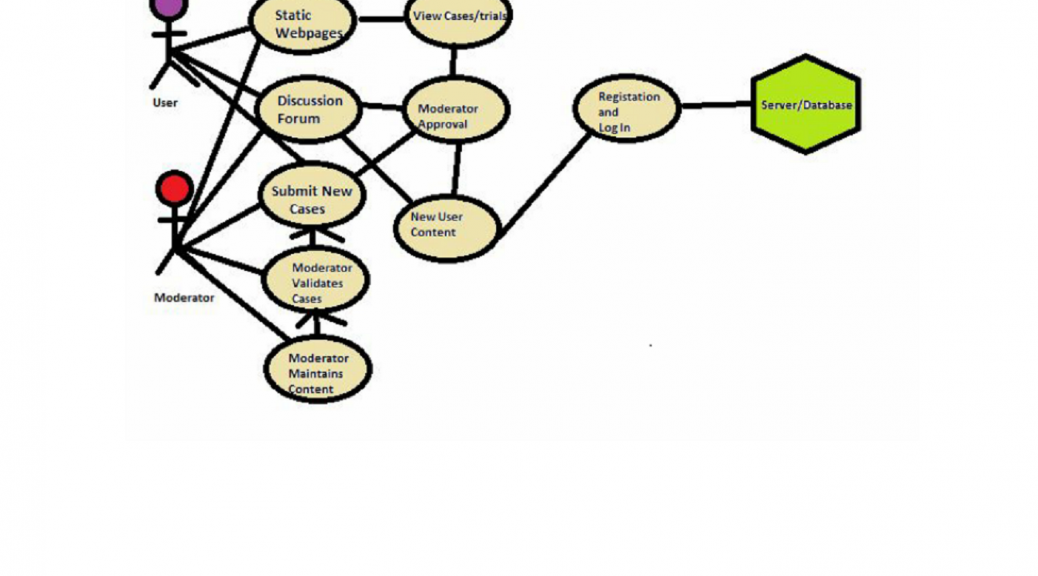 Static
Webpages
View Cases/trials
User
Discussion
Forum
Moderator
Approval
Registation
and
Log In
Server/Database
Submit New
Cases
New User
Content
Moderator
Moderator
Validates
Cases
Moderator
Maintains
Content